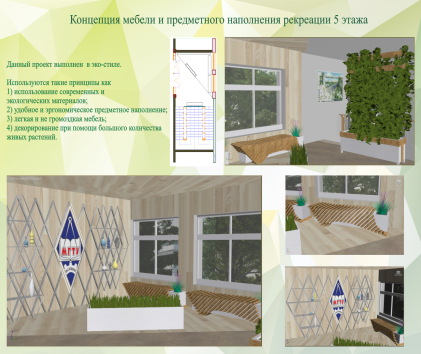 Концепция мебели и предметного наполнения рекреации 5 этажа
Данный проект выполнен в эко-стиле.
Используются такие принципы как
1) использование современных и
экологических материалов;
2) удобное и эргономическое предметное наполнение;
3) легкая и не громоздкая мебель;
4) декорирование при помощи большого количества
живых растений.
МГТУ
МГТУ